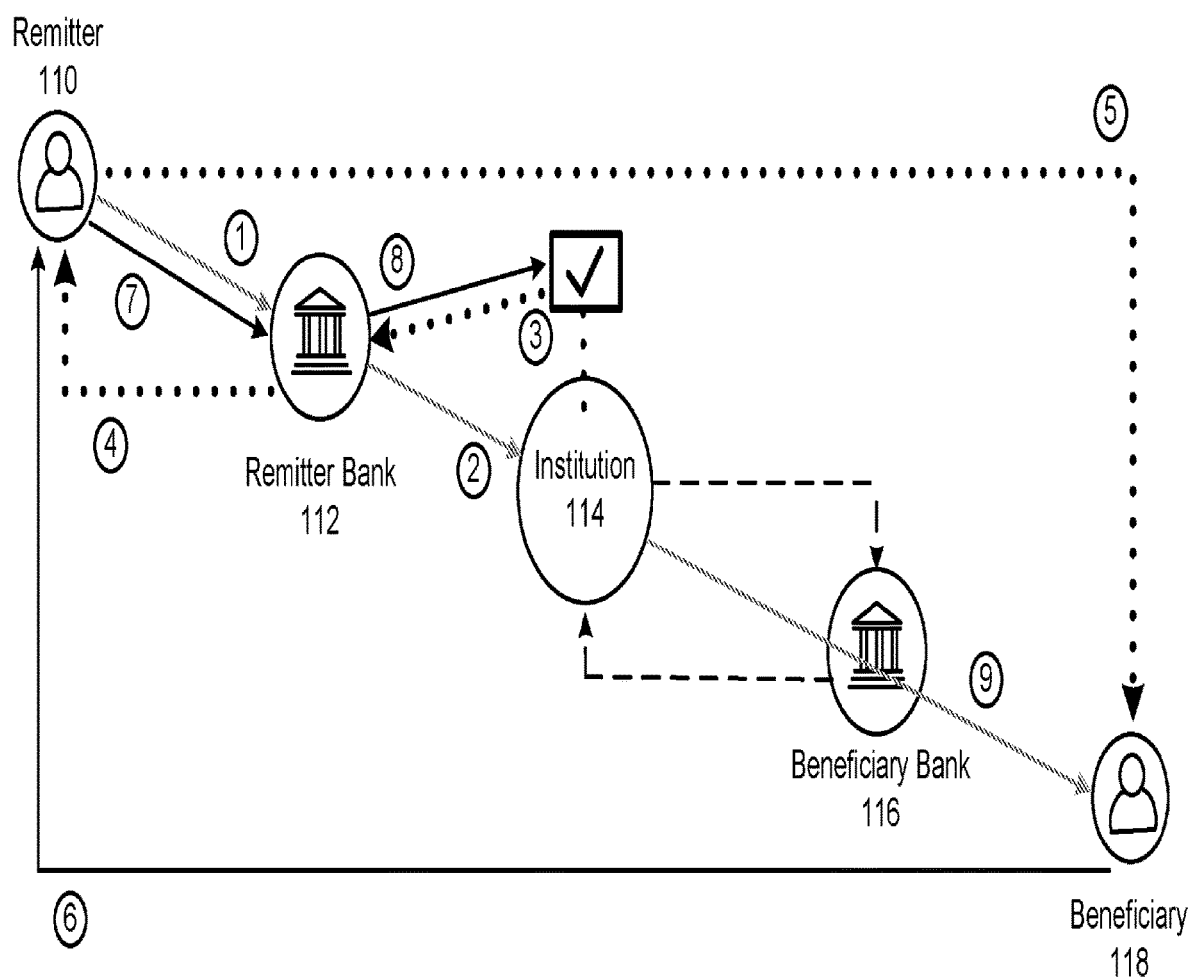 Remitter
110
5
1
8
7
3
4
Remitter Bank
112
2
Institution
114
9
Beneficiary Bank
116
6
Beneficiary
118